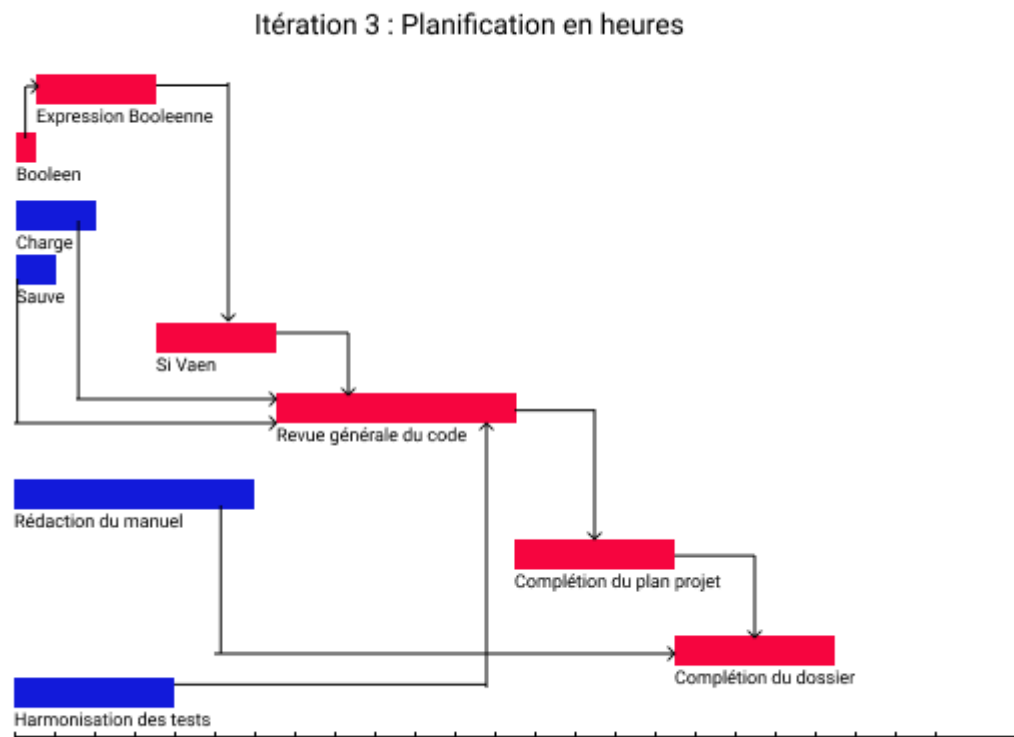 Itération 3 : Planification en heures
Expression Booleenne
Booleen
Charge
Sauve
Si Vaen
Revue générale du code
Rédaction du manuel
Complétion du plan projet
Complétion du dossier
Harmonisation des tests